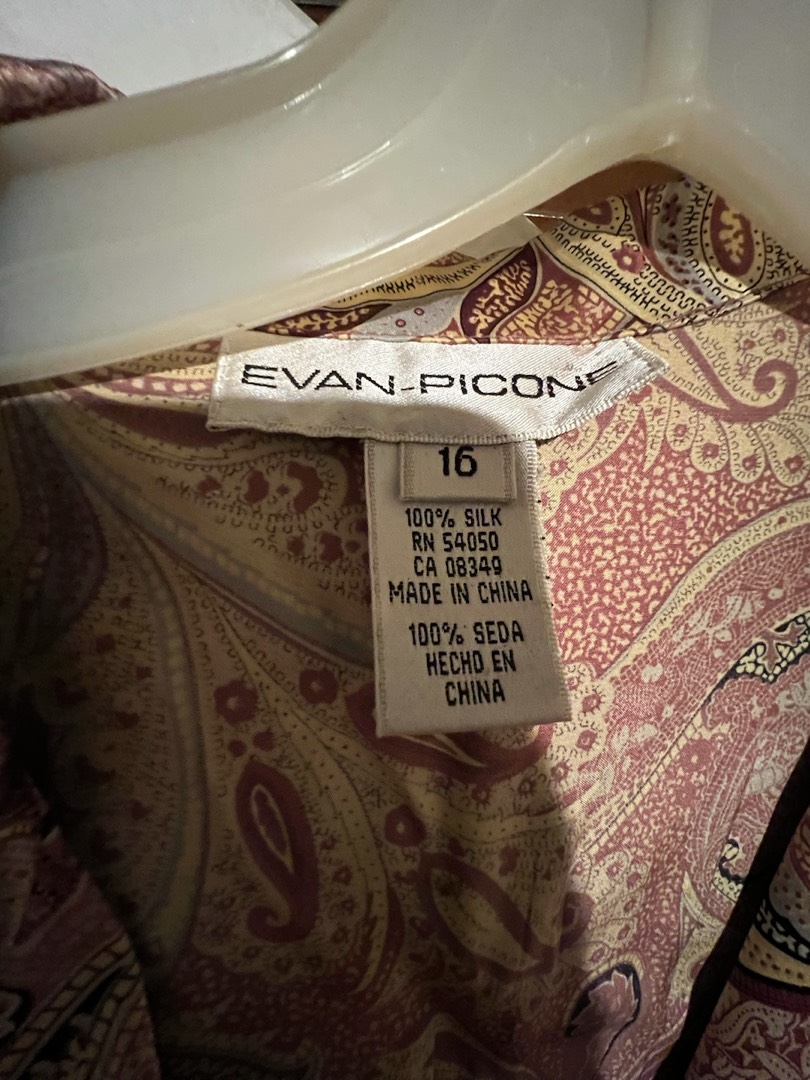 EVAN-PICONE
16
100% SILK
RN 54050
CA 08349
MADE IN CHINA
100% SEDA
HECHO EN
CHINA